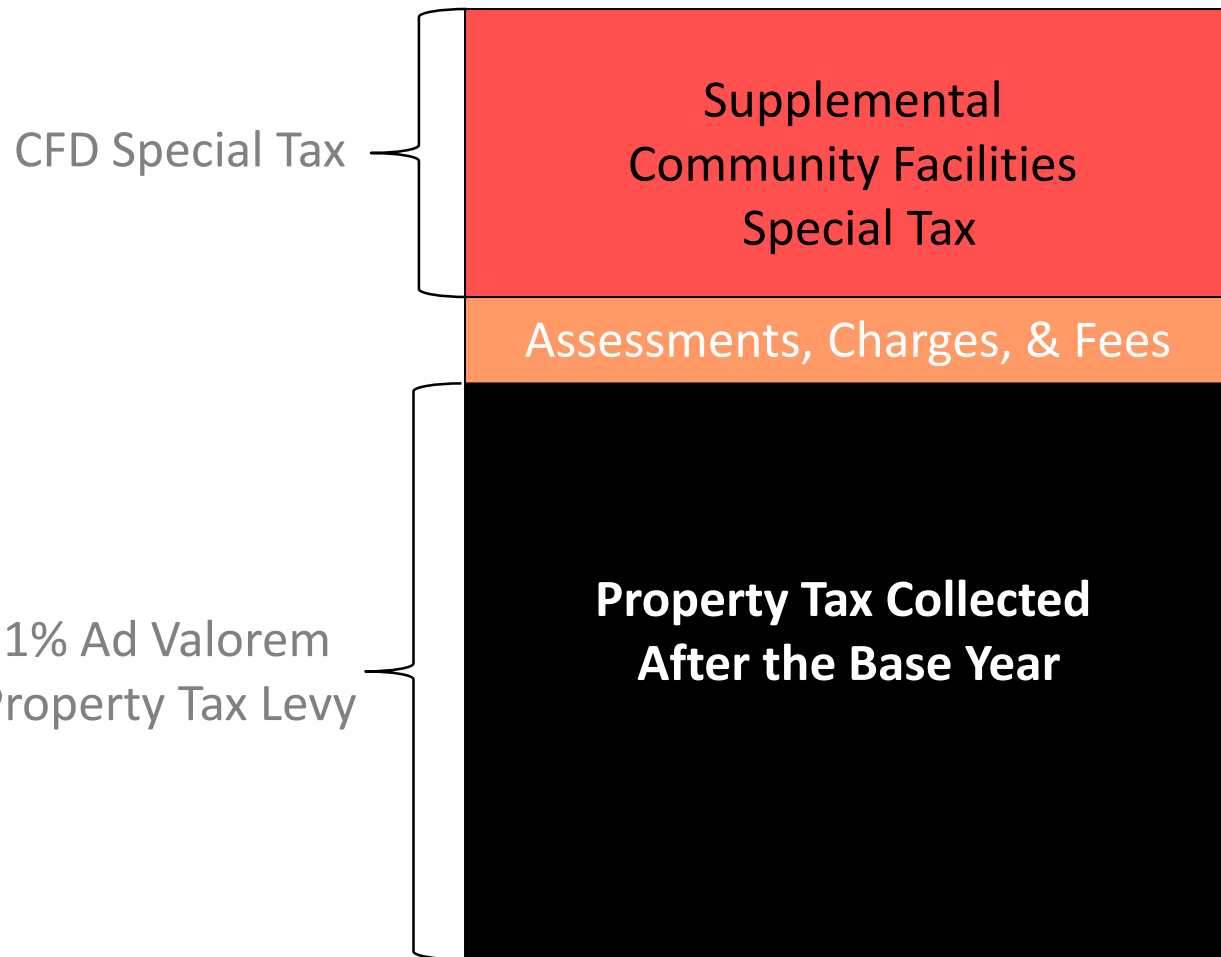 CFD Special Tax
Supplemental
Community Facilities
Special Tax
Assessments, Charges, & Fees
1% Ad Valorem
Property Tax Levy
Property Tax Collected
After the Base Year